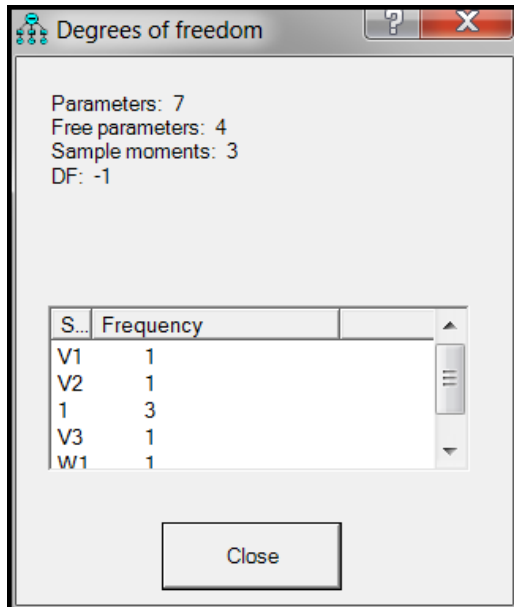 Degrees of freedom
Parameters: 7
Free parameters: 4
Sample moments: 3
DF: -1
S... Frequency
V1 1
V2 1
1 3
V3 1
W1 1
Close